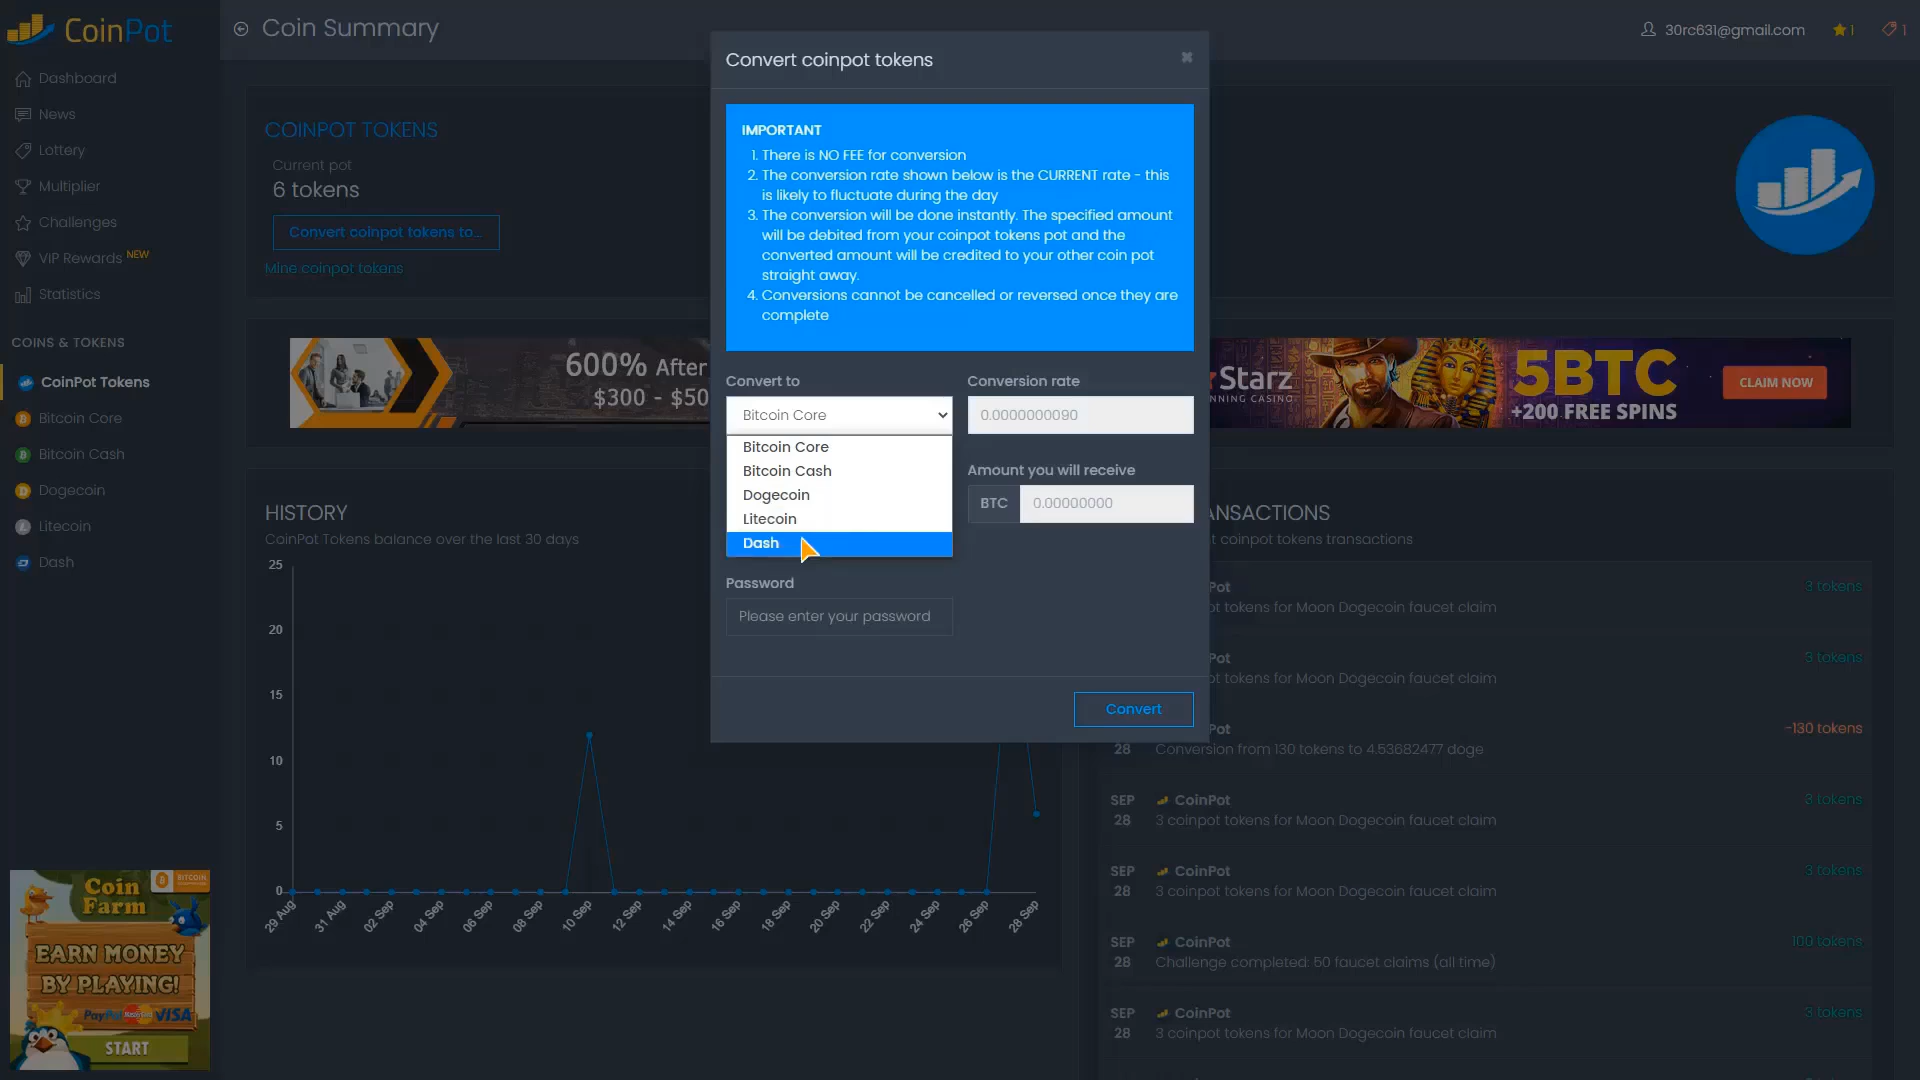 CoinPot
Coin Summary
30rc631@gmail.com
1
1
Dashboard
News
Lottery
Multiplier
Challenges
VIP Rewards NEW
Statistics
COINS & TOKENS
CoinPot Tokens
Bitcoin Core
Bitcoin Cash
Dogecoin
Litecoin
Dash
COINPOT TOKENS
Current pot
6 tokens
Convert coinpot tokens to...
Mine coinpot tokens
Convert coinpot tokens
IMPORTANT
1. There is NO FEE for conversion
2. The conversion rate shown below is the CURRENT rate - this
is likely to fluctuate during the day
3. The conversion will be done instantly. The specified amount
will be debited from your coinpot tokens pot and the
converted amount will be credited to your other coin pot
straight away.
4. Conversions cannot be cancelled or reversed once they are
complete
Convert to
Conversion rate
Bitcoin Core
0.0000000090
Bitcoin Core
Bitcoin Cash
Dogecoin
Litecoin
Dash
Amount you will receive
BTC
0.00000000
Password
Please enter your password
Convert
600% After
$300 - $50
Starz
NNING CASINO
5BTC
+200 FREE SPINS
CLAIM NOW
HISTORY
CoinPot Tokens balance over the last 30 days
25
20
15
10
5
0
29 Aug
31 Aug
02 Sep
04 Sep
06 Sep
08 Sep
10 Sep
12 Sep
14 Sep
16 Sep
18 Sep
20 Sep
22 Sep
24 Sep
26 Sep
28 Sep
ANSACTIONS
t coinpot tokens transactions
Pot
3 tokens
ot tokens for Moon Dogecoin faucet claim
Pot
3 tokens
ot tokens for Moon Dogecoin faucet claim
Pot
-130 tokens
28 Conversion from 130 tokens to 4.53682477 doge
SEP CoinPot
3 tokens
28 3 coinpot tokens for Moon Dogecoin faucet claim
SEP CoinPot
3 tokens
28 3 coinpot tokens for Moon Dogecoin faucet claim
SEP CoinPot
100 tokens
28 Challenge completed: 50 faucet claims (all time)
SEP CoinPot
3 tokens
28 3 coinpot tokens for Moon Dogecoin faucet claim
Coin
Farm
BITCOIN
EARN MONEY
BY PLAYING!
PayPal
VISA
START